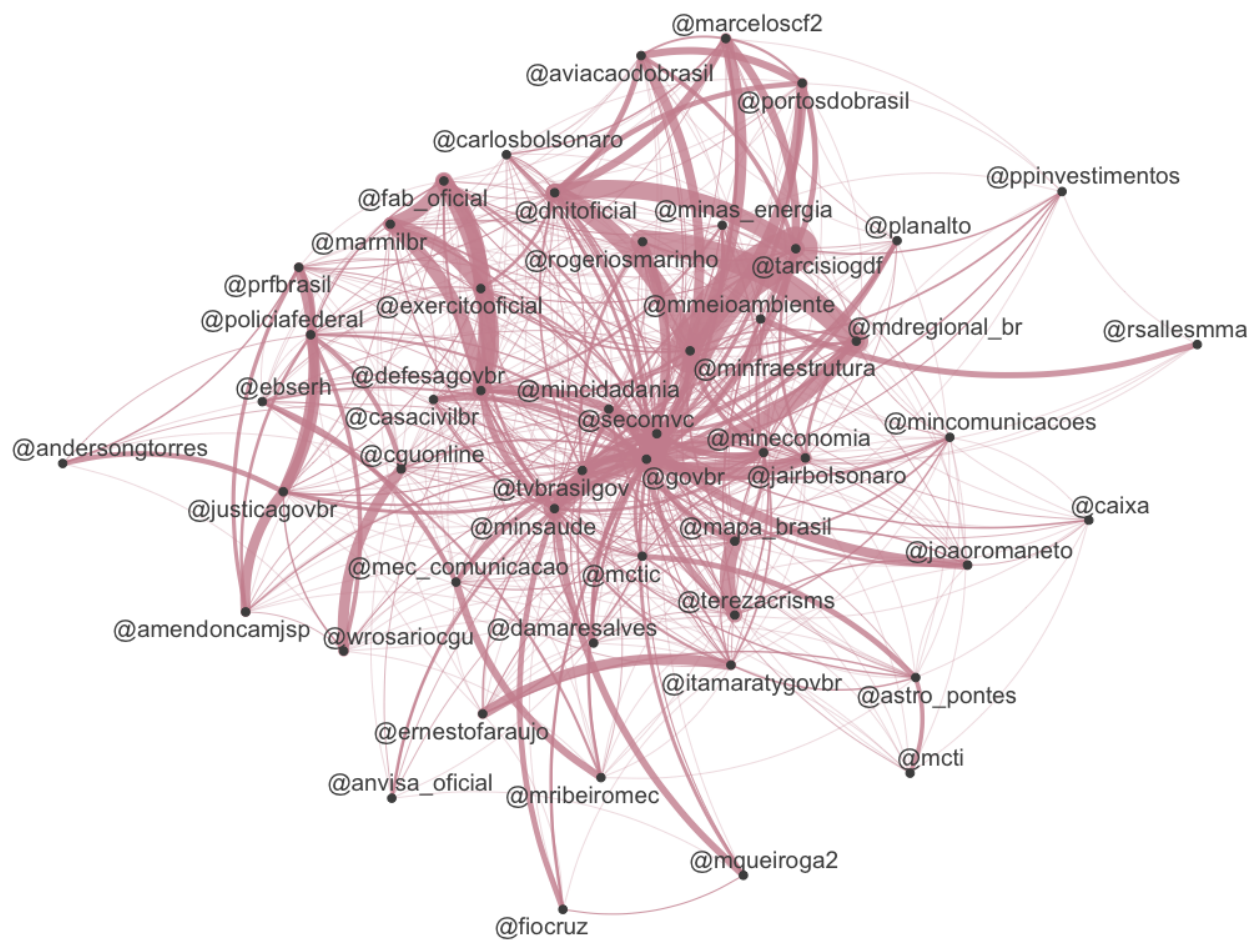 @marceloscf2
@aviacaodobrasil
@portosdobrasil
@carlosbolsonaro
@ppinvestimentos
@fab_oficial
@dnitoficial
@minas_energia
@planalto
@marmilbr
@rogeriosmarinho
@tarcisiogdf
@prfbrasil
@exercitooficial
@mmeioambiente
@policiafederal
@mdregional_br
@rsallesmma
@ebserh
@defesagovbr
@mincidadania
@minfraestrutura
@casacivilbr
@secomvc
@mincomunicacoes
@andersongtorres
@cguonline
@mineconomia
@tvbrasilgov
@govbr
@jairbolsonaro
@justicagovbr
@minsaude
@mapa_brasil
@caixa
@joaoromaneto
@mec_comunicacao
@mctic
@terezacrisms
@amendoncamjsp
@wrosariocgu
@damaresalves
@itamaratygovbr
@astro_pontes
@ernestofaraujo
@mcti
@anvisa_oficial
@mribeiromec
@mqueiroga2
@fiocruz